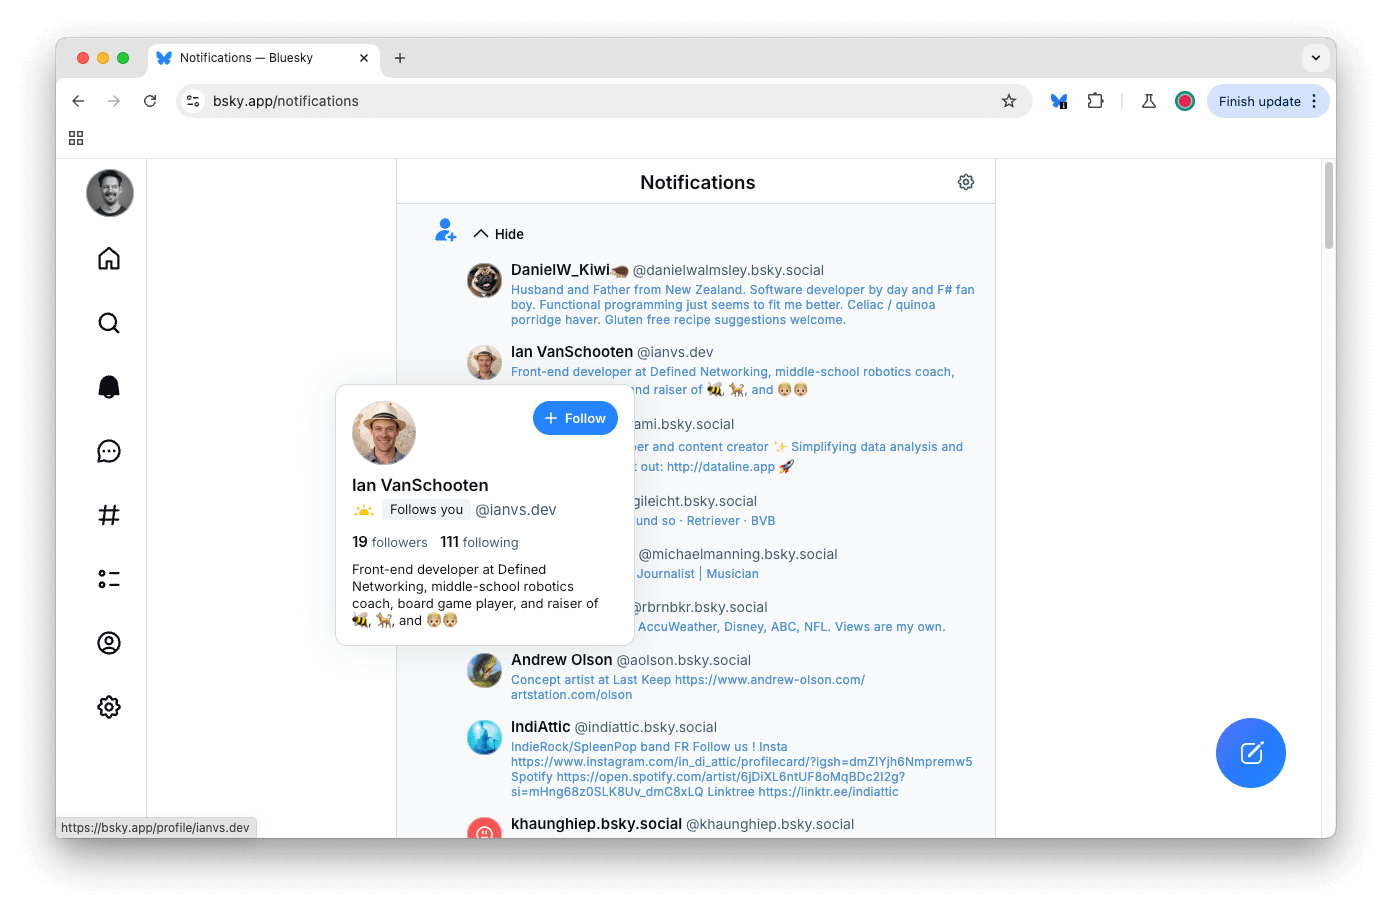 Notifications — Bluesky
bsky.app/notifications
Finish update
Notifications
Hide
DanielW_Kiwi @danielwalmsley.bsky.social
Husband and Father from New Zealand. Software developer by day and F# fan
boy. Functional programming just seems to fit me better. Celiac / quinoa
porridge haver. Gluten free recipe suggestions welcome.
Ian VanSchooten @ianvs.dev
Front-end developer at Defined Networking, middle-school robotics coach,
nd raiser of 🐝, 🐕, and 👶🏼👶🏼
ami.bsky.social
er and content creator ✨ Simplifying data analysis and
t out: http://dataline.app 🚀
gileicht.bsky.social
und so · Retriever · BVB
@michaelmanning.bsky.social
Journalist | Musician
@rbrnbkr.bsky.social
AccuWeather, Disney, ABC, NFL. Views are my own.
Follow
Ian VanSchooten
Follows you @ianvs.dev
19 followers 111 following
Front-end developer at Defined
Networking, middle-school robotics
coach, board game player, and raiser of
🐝, 🐕, and 👶🏼👶🏼
Andrew Olson @aolson.bsky.social
Concept artist at Last Keep https://www.andrew-olson.com/
artstation.com/olson
IndiAttic @indiattic.bsky.social
IndieRock/SpleenPop band FR Follow us ! Insta
https://www.instagram.com/in_di_attic/profilecard/?igsh=dmZlYjh6Nmpremw5
Spotify https://open.spotify.com/artist/6jDiXL6ntUF8oMqBDc2I2g?
si=mHng68z0SLK8Uv_dmC8xLQ Linktree https://linktr.ee/indiattic
khaunghiep.bsky.social @khaunghiep.bsky.social
https://bsky.app/profile/ianvs.dev